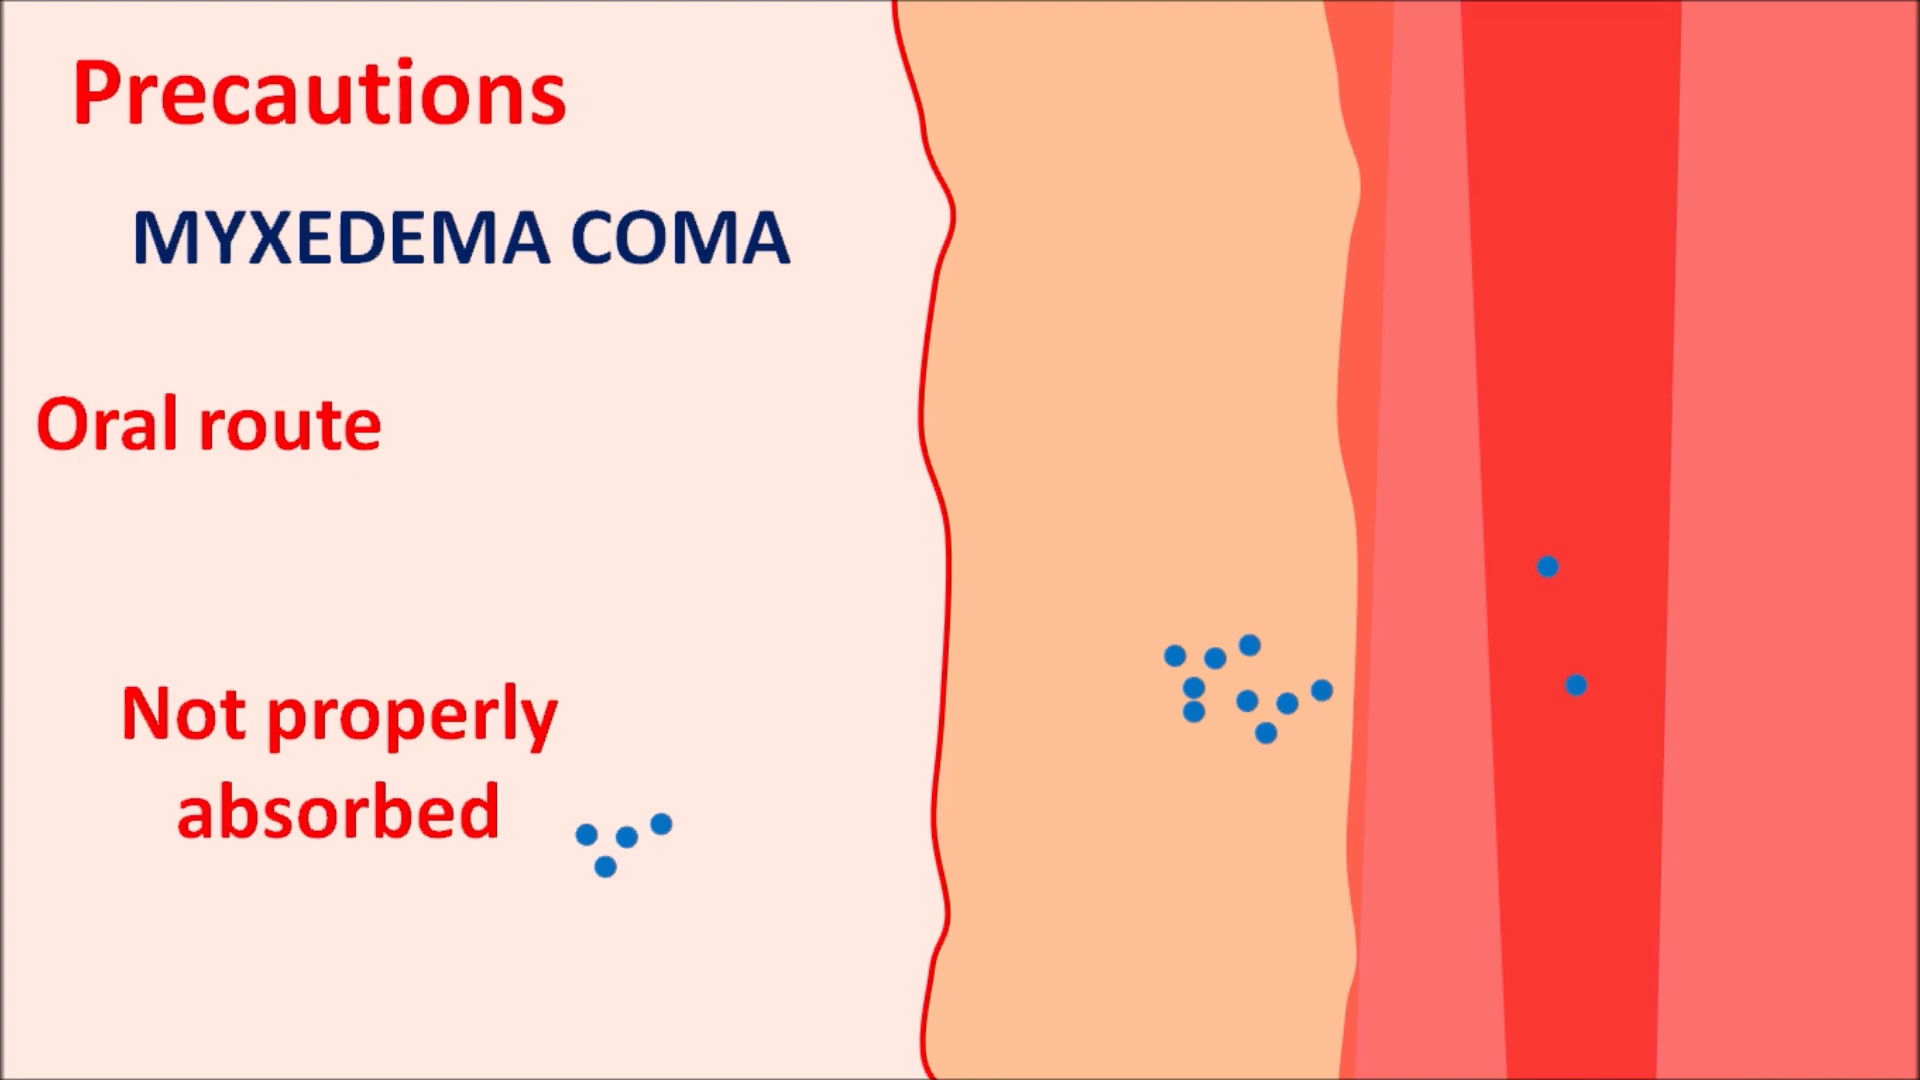 Precautions
MYXEDEMA COMA
Oral route
Not properly
absorbed